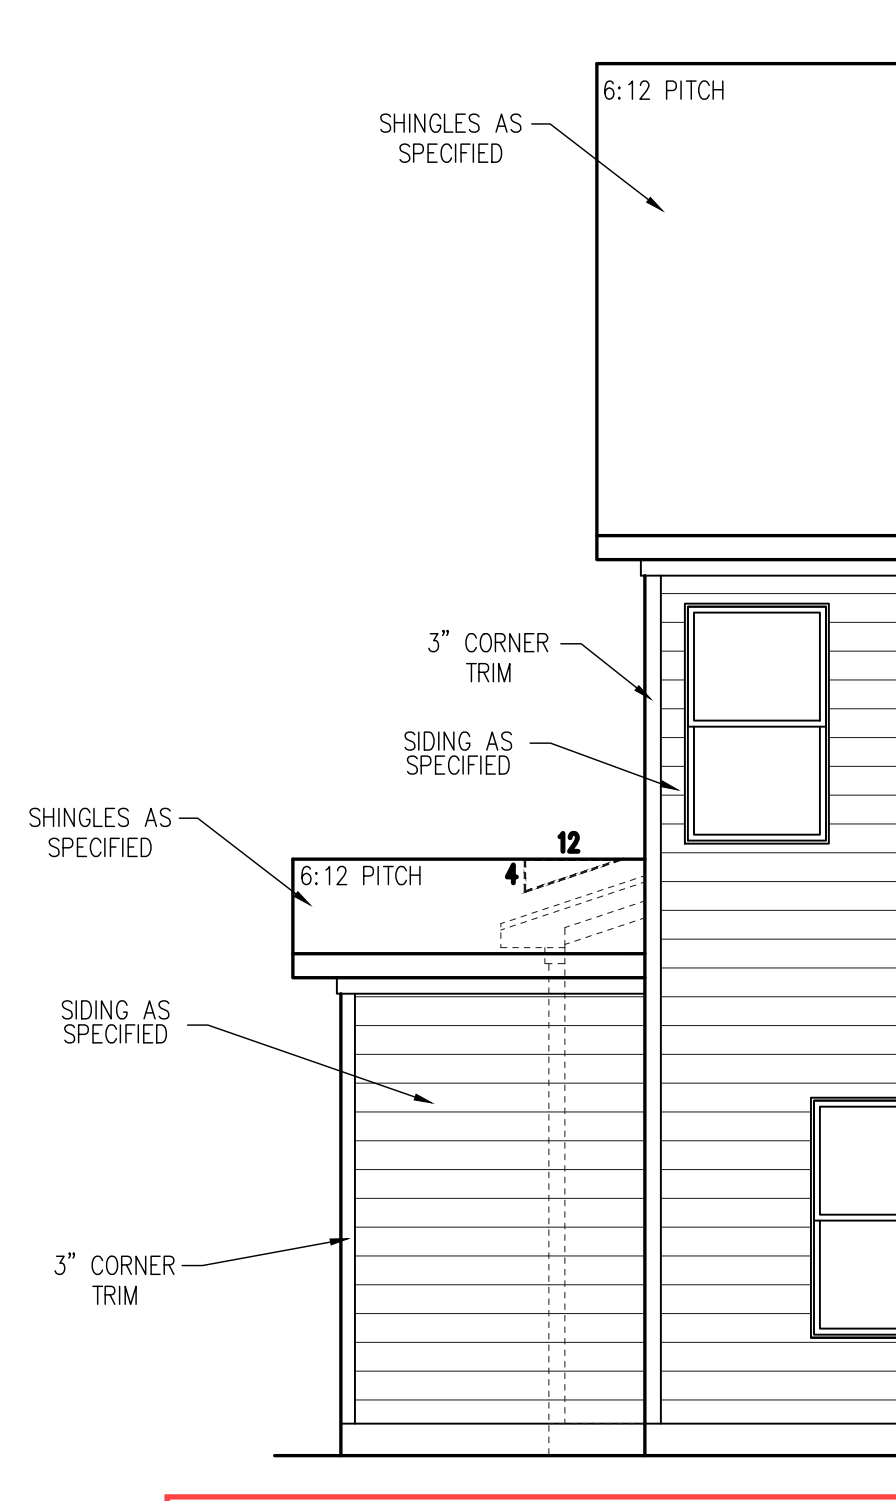 6:12 PITCH
SHINGLES AS
SPECIFIED
3” CORNER
TRIM
SIDING AS
SPECIFIED
SHINGLES AS
SPECIFIED
12
4
6:12 PITCH
SIDING AS
SPECIFIED
3” CORNER
TRIM